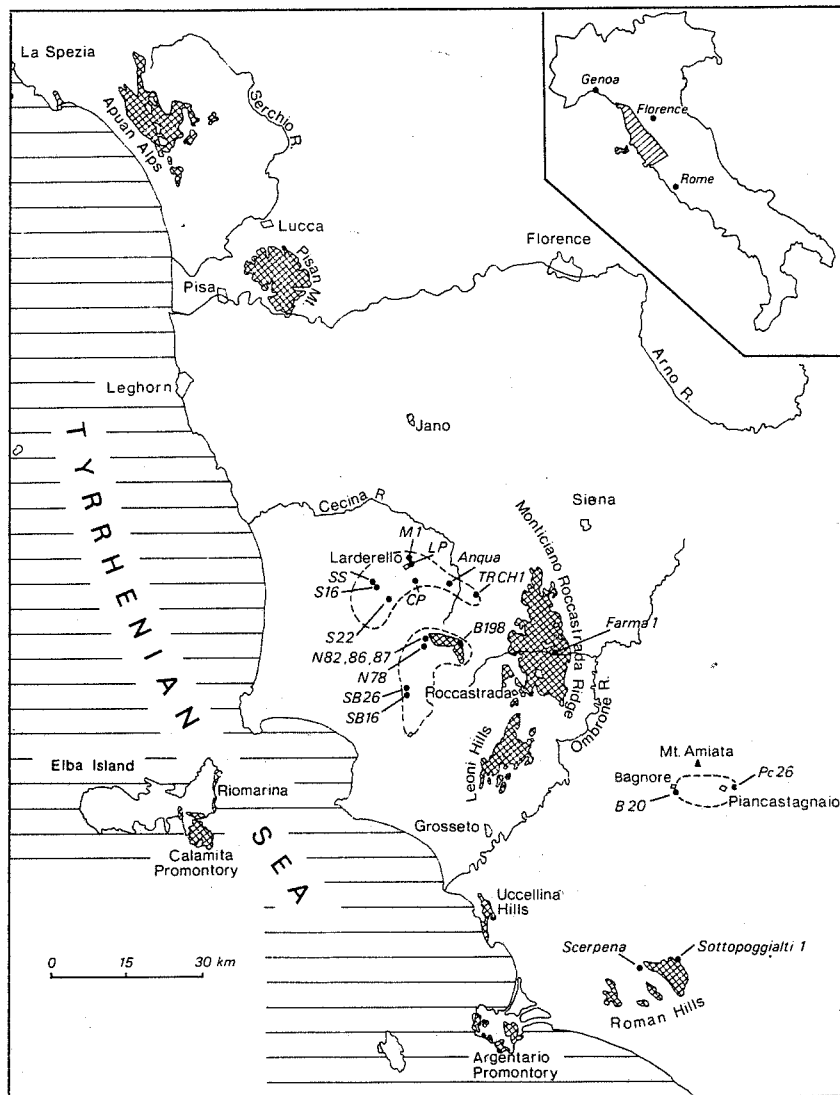 La Spezia
Apuan Alps
Serchio R.
Lucca
Pisan Mt.
Pisa
Florence
Genoa
Florence
Rome
Arno R.
Leghorn
Jano
TYRRHENIAN
SEA
Cecina R
Siena
M1
LP
Larderello
Anqua
TRCH1
SS
S16
CP
S22
B198
N82,86,87
N78
SB26
SB16
Monticiano Roccastrada Ridge
Farma 1
Roccastrada
Ombrone R.
Leoni Hills
Mt. Amiata
Bagnore
Pc 26
B 20
Piancastagnaio
Elba Island
Riomarina
Calamita
Promontory
Grosseto
Uccellina
Hills
0 15 30 km
Scerpena
Sottopoggialti 1
Roman Hills
Argentario
Promontory